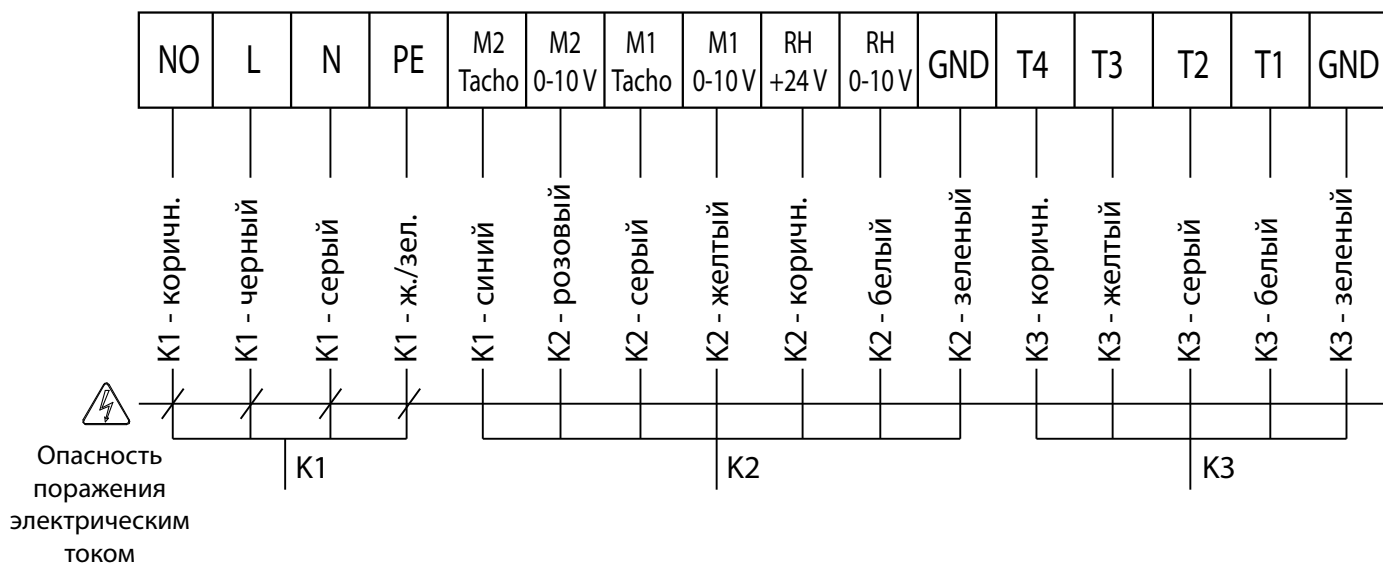 NO
L
N
PE
M2
Tacho
M2
0-10 V
M1
Tacho
M1
0-10 V
RH
+24 V
RH
0-10 V
GND
T4
T3
T2
T1
GND
K1 - коричн.
K1 - черный
K1 - серый
K1 - ж./зел.
K1 - синий
K2 - розовый
K2 - серый
K2 - желтый
K2 - коричн.
K2 - белый
K2 - зеленый
K3 - коричн.
K3 - желтый
K3 - серый
K3 - белый
K3 - зеленый
K1
K2
K3
Опасность
поражения
электрическим
током